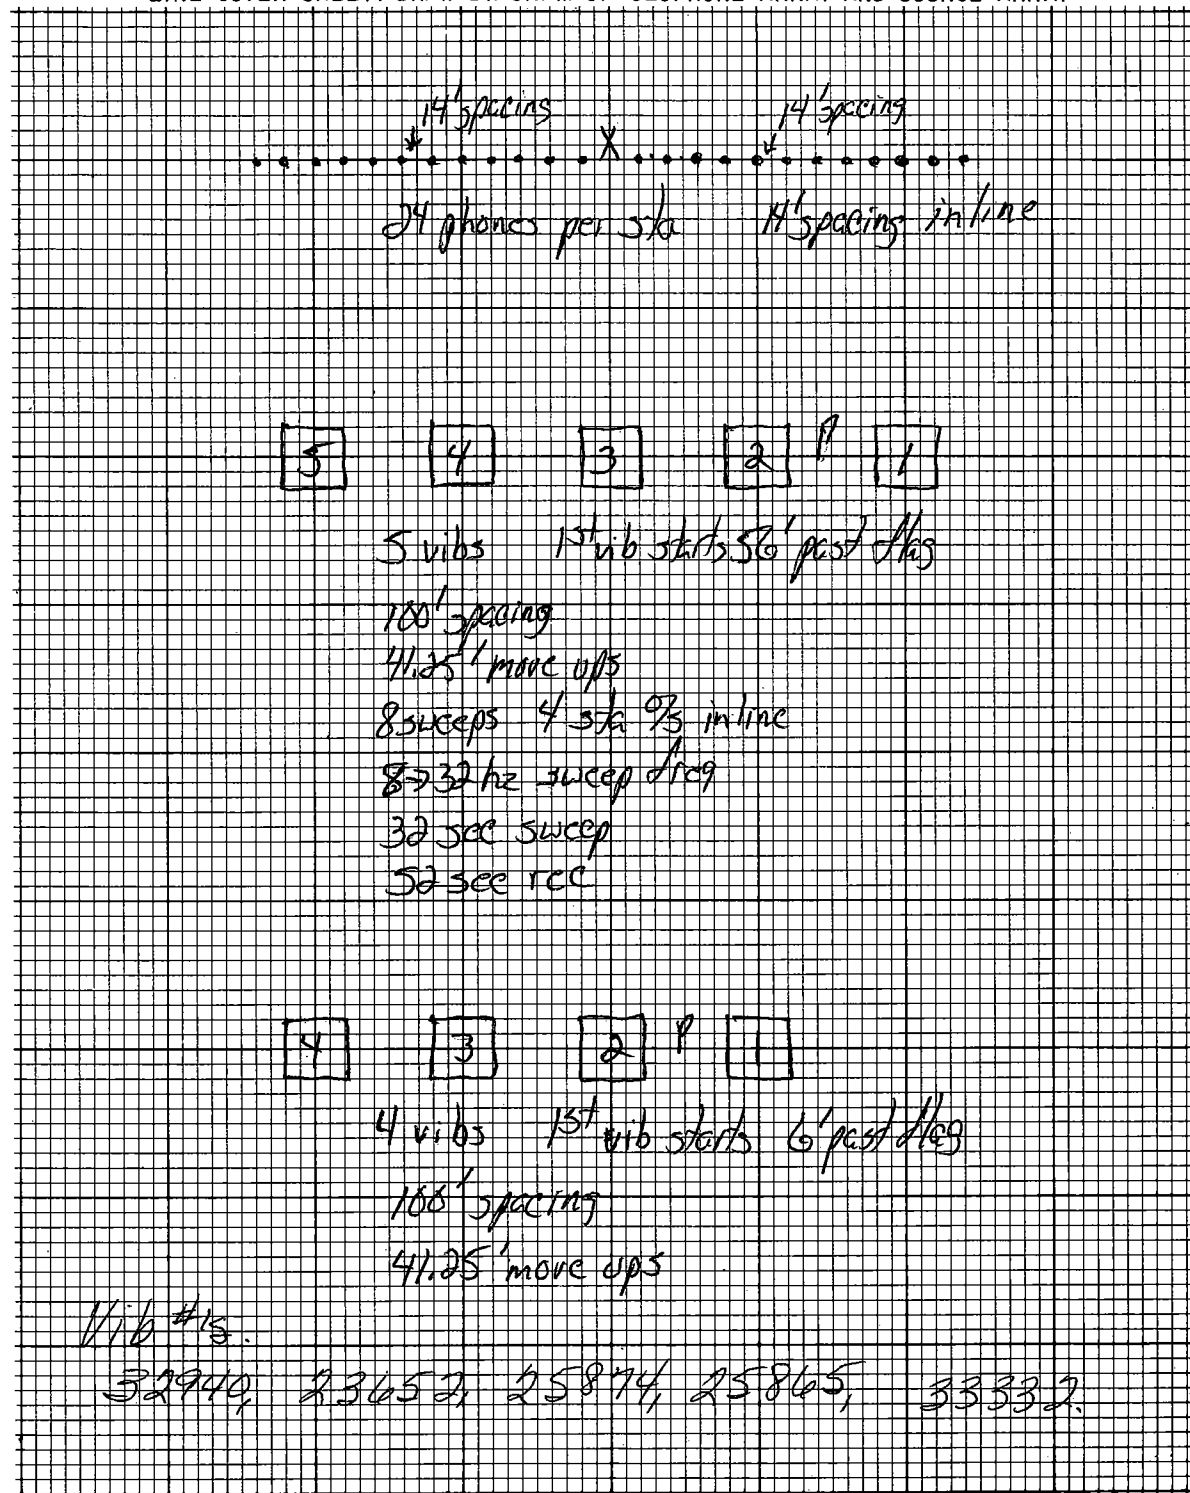 14' spacing 14' spacing
X
24 phones per sta 14' spacing inline
5 4 3 2 1
5 vibs 1st vib starts 56' past flag
100' spacing
41.25' move ups
8 sweeps 4 sta O/S inline
8->32 hz sweep freq
32 sec sweep
52 sec rec
4 3 2 1
4 vibs 1st vib starts 6' past flag
100' spacing
41.25' move ups
Vib #'s.
32940, 23652, 25874, 25865, 33332.